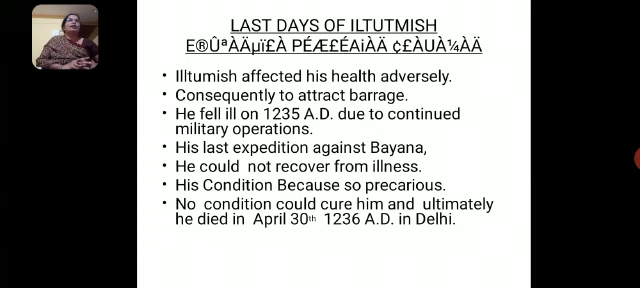 LAST DAYS OF ILTUTMISH
E®ÛªÀÄµï£À PÉÆ£ÉAiÀÄ ¢£ÀUÀ¼ÀÄ
• Illtumish affected his health adversely.
• Consequently to attract barrage.
• He fell ill on 1235 A.D. due to continued
military operations.
• His last expedition against Bayana,
• He could not recover from illness.
• His Condition Because so precarious.
• No condition could cure him and ultimately
he died in April 30th 1236 A.D. in Delhi.